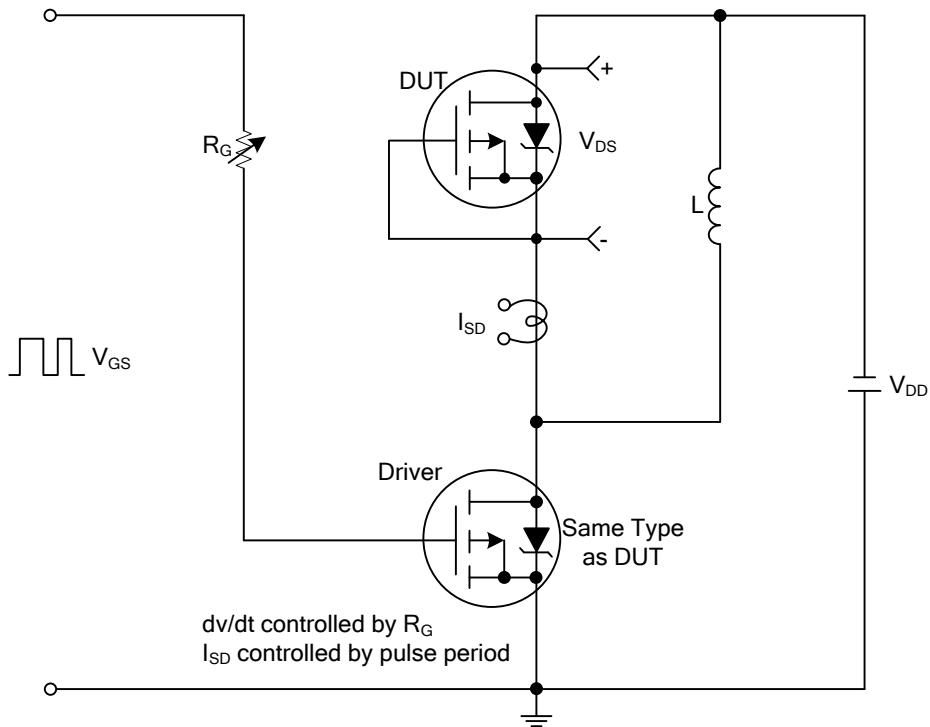 DUT
+
R_G
V_DS
L
-
I_SD
V_GS
V_DD
Driver
Same Type
as DUT
dv/dt controlled by R_G
I_SD controlled by pulse period